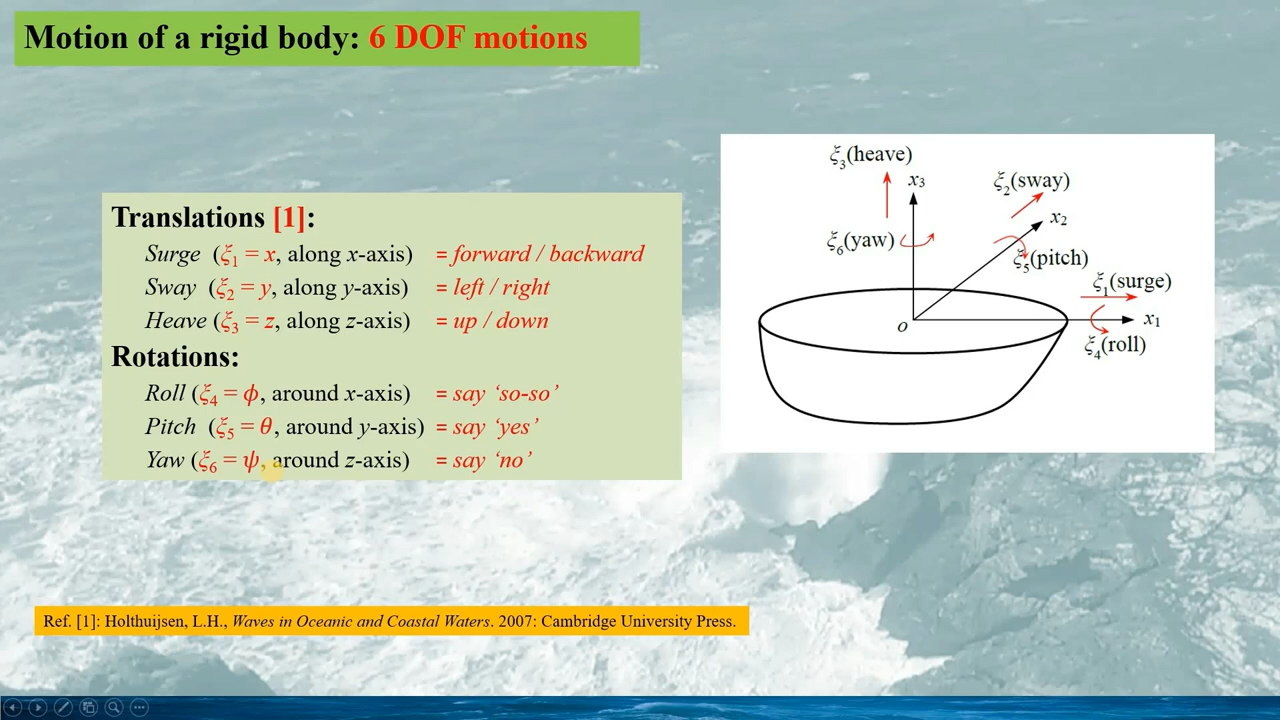 Motion of a rigid body: 6 DOF motions
Translations [1]:
Surge (ξ₁ = x, along x-axis) = forward / backward
Sway (ξ₂ = y, along y-axis) = left / right
Heave (ξ₃ = z, along z-axis) = up / down
Rotations:
Roll (ξ₄ = ϕ, around x-axis) = say ‘so-so’
Pitch (ξ₅ = θ, around y-axis) = say ‘yes’
Yaw (ξ₆ = ψ, around z-axis) = say ‘no’
ξ₃(heave)
x₃
ξ₂(sway)
x₂
ξ₆(yaw)
ξ₅(pitch)
ξ₁(surge)
o
x₁
ξ₄(roll)
Ref. [1]: Holthuijsen, L.H., Waves in Oceanic and Coastal Waters. 2007: Cambridge University Press.